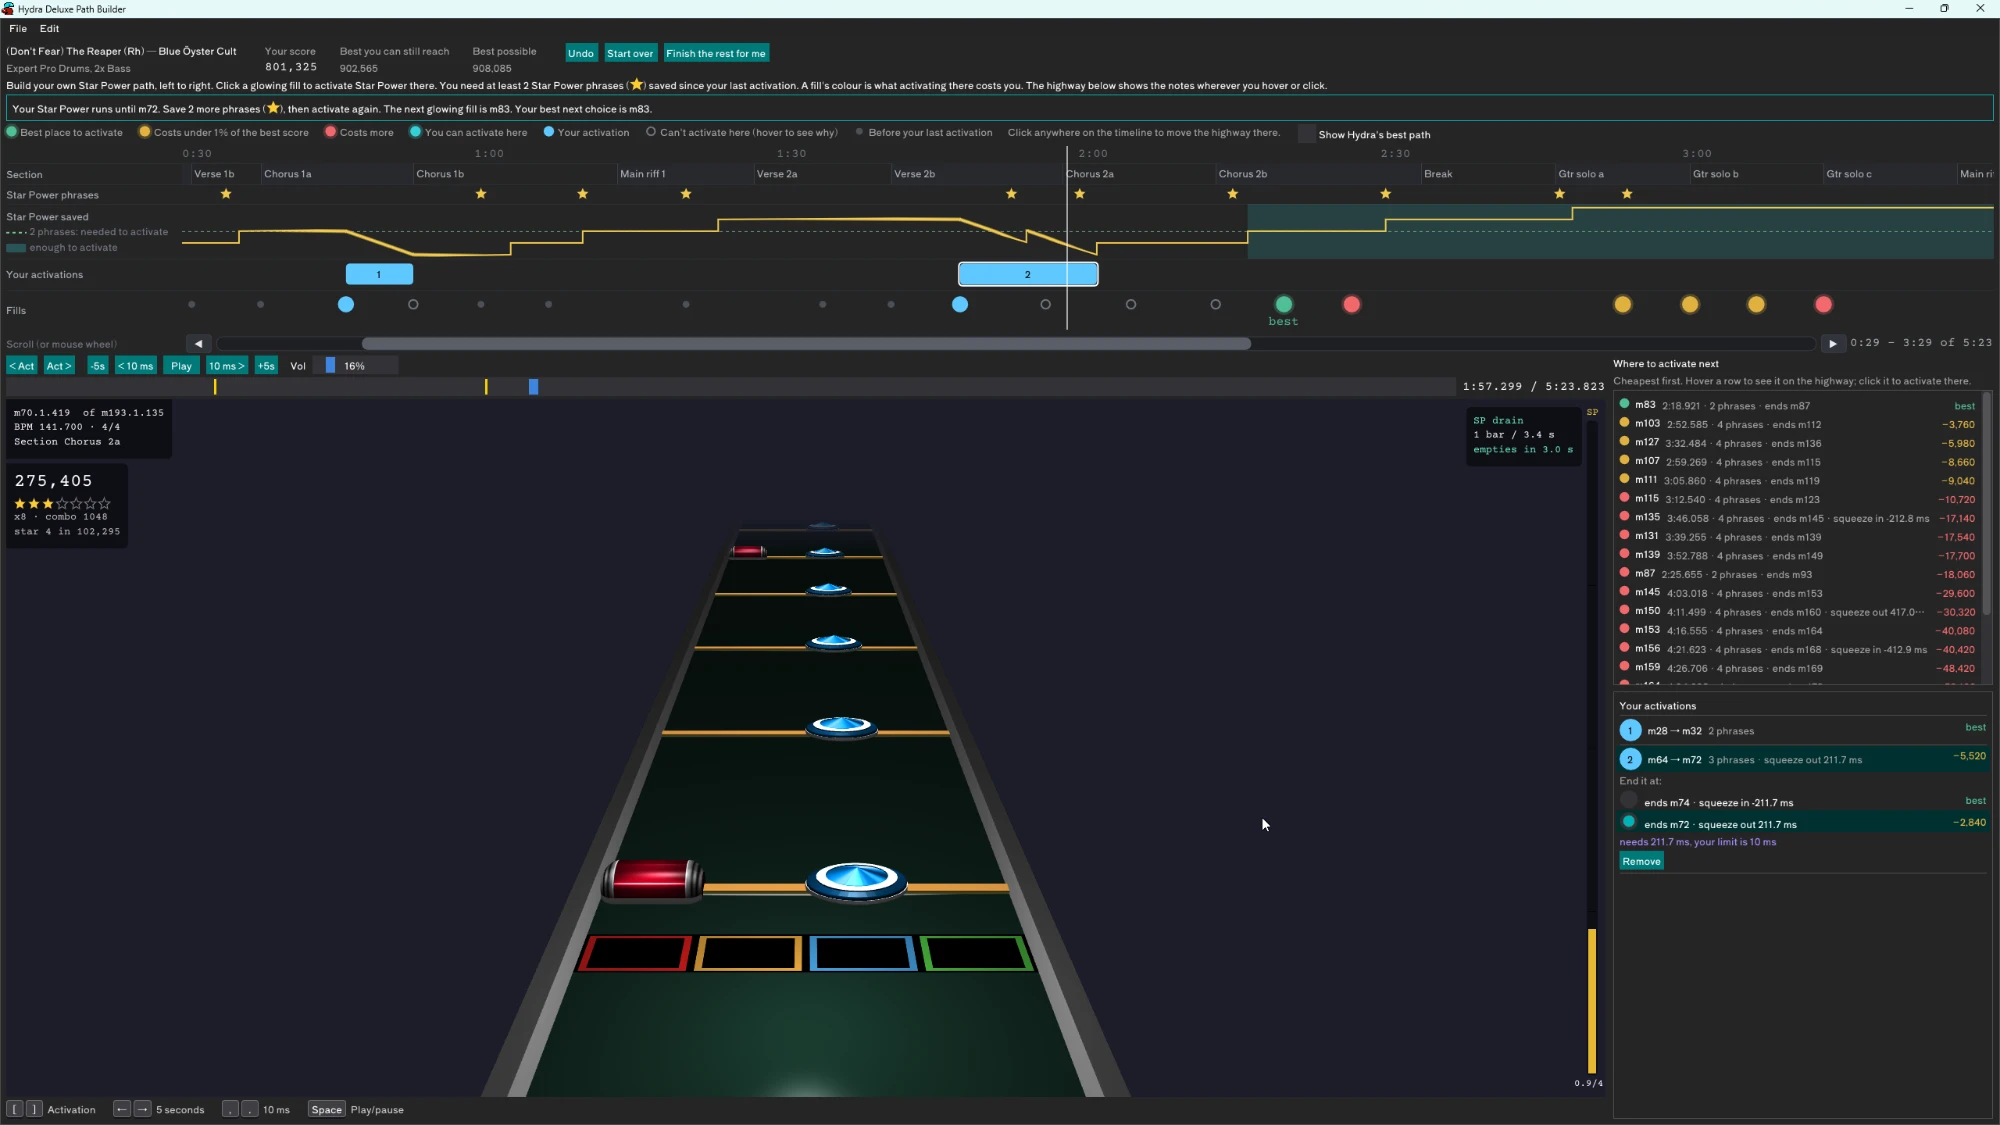 Hydra Deluxe Path Builder
File Edit
(Don't Fear) The Reaper (Rh) — Blue Öyster Cult
Expert Pro Drums, 2x Bass
Your score
801,325
Best you can still reach
902,565
Best possible
908,085
Undo Start over Finish the rest for me
Build your own Star Power path, left to right. Click a glowing fill to activate Star Power there. You need at least 2 Star Power phrases (⭐) saved since your last activation. A fill's colour is what activating there costs you. The highway below shows the notes wherever you hover or click.
Your Star Power runs until m72. Save 2 more phrases (⭐), then activate again. The next glowing fill is m83. Your best next choice is m83.
Best place to activate Costs under 1% of the best score Costs more You can activate here Your activation Can't activate here (hover to see why) Before your last activation Click anywhere on the timeline to move the highway there. Show Hydra's best path
0:30 1:00 1:30 2:00 2:30 3:00
Section Verse 1b Chorus 1a Chorus 1b Main riff 1 Verse 2a Verse 2b Chorus 2a Chorus 2b Break Gtr solo a Gtr solo b Gtr solo c Main ri
Star Power phrases
Star Power saved
2 phrases: needed to activate
enough to activate
Your activations 1 2
Fills
best
Scroll (or mouse wheel) ◀ ▶ 0:29 – 3:29 of 5:23
< Act Act > -5s < 10 ms Play 10 ms > +5s Vol 16%
1:57.299 / 5:23.823
m70.1.419 of m193.1.135
BPM 141.700 · 4/4
Section Chorus 2a
275,405
x8 · combo 1048
star 4 in 102,295
SP drain
1 bar / 3.4 s
empties in 3.0 s
SP
0.9/4
Where to activate next
Cheapest first. Hover a row to see it on the highway; click it to activate there.
m83 2:18.921 · 2 phrases · ends m87 best
m103 2:52.585 · 4 phrases · ends m112 −3,760
m127 3:32.484 · 4 phrases · ends m136 −5,980
m107 2:59.269 · 4 phrases · ends m115 −8,660
m111 3:05.860 · 4 phrases · ends m119 −9,040
m115 3:12.540 · 4 phrases · ends m123 −10,720
m135 3:46.058 · 4 phrases · ends m145 · squeeze in -212.8 ms −17,140
m131 3:39.255 · 4 phrases · ends m139 −17,540
m139 3:52.788 · 4 phrases · ends m149 −17,700
m87 2:25.655 · 2 phrases · ends m93 −18,060
m145 4:03.018 · 4 phrases · ends m153 −29,600
m150 4:11.499 · 4 phrases · ends m160 · squeeze out 417.0··· −30,320
m153 4:16.555 · 4 phrases · ends m164 −40,080
m156 4:21.623 · 4 phrases · ends m168 · squeeze in -412.9 ms −40,420
m159 4:26.706 · 4 phrases · ends m169 −48,420
Your activations
1 m28 → m32 2 phrases best
2 m64 → m72 3 phrases · squeeze out 211.7 ms −5,520
End it at:
ends m74 · squeeze in -211.7 ms best
ends m72 · squeeze out 211.7 ms −2,840
needs 211.7 ms, your limit is 10 ms
Remove
[ ] Activation ← → 5 seconds , . 10 ms Space Play/pause